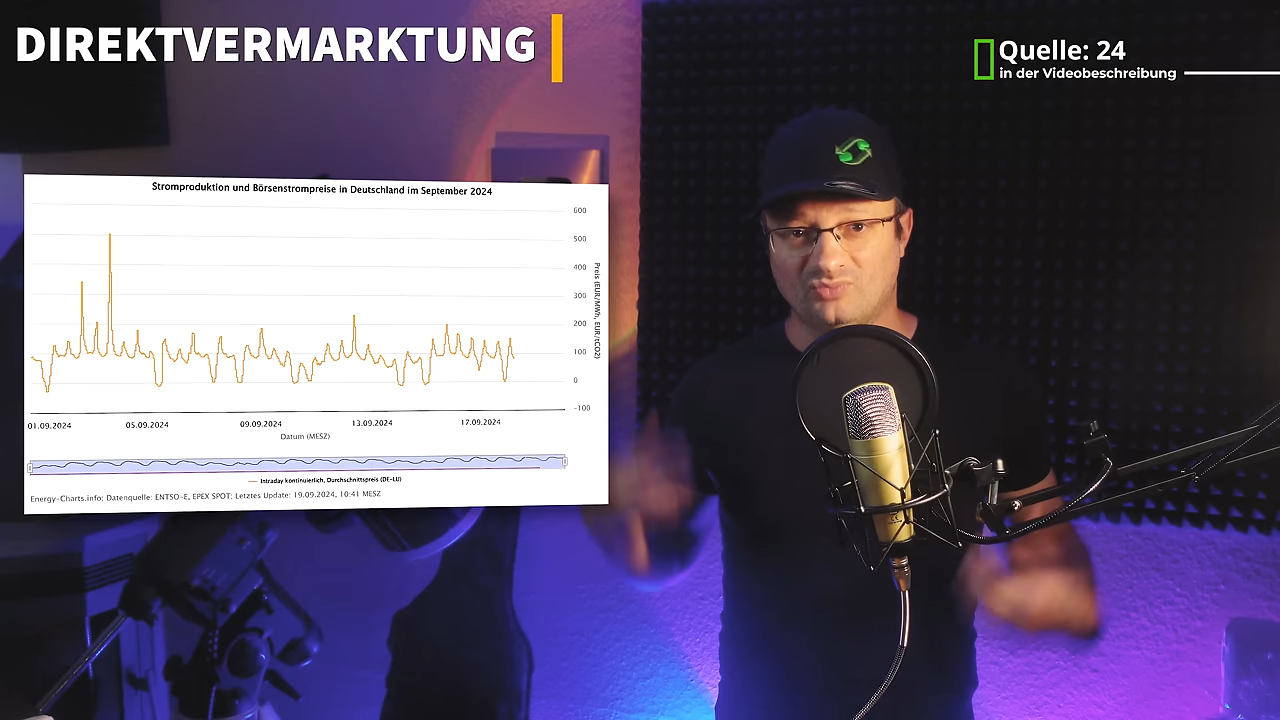 DIREKTVERMARKTUNG
Quelle: 24
in der Videobeschreibung
Stromproduktion und Börsenstrompreise in Deutschland im September 2024
600
500
400
300
200
100
0
-100
Preis (EUR/MWh, EUR/tCO2)
01.09.2024 05.09.2024 09.09.2024 13.09.2024 17.09.2024
Datum (MESZ)
Intraday kontinuierlich, Durchschnittspreis (DE-LU)
Energy-Charts.info; Datenquelle: ENTSO-E, EPEX SPOT; Letztes Update: 19.09.2024, 10:41 MESZ